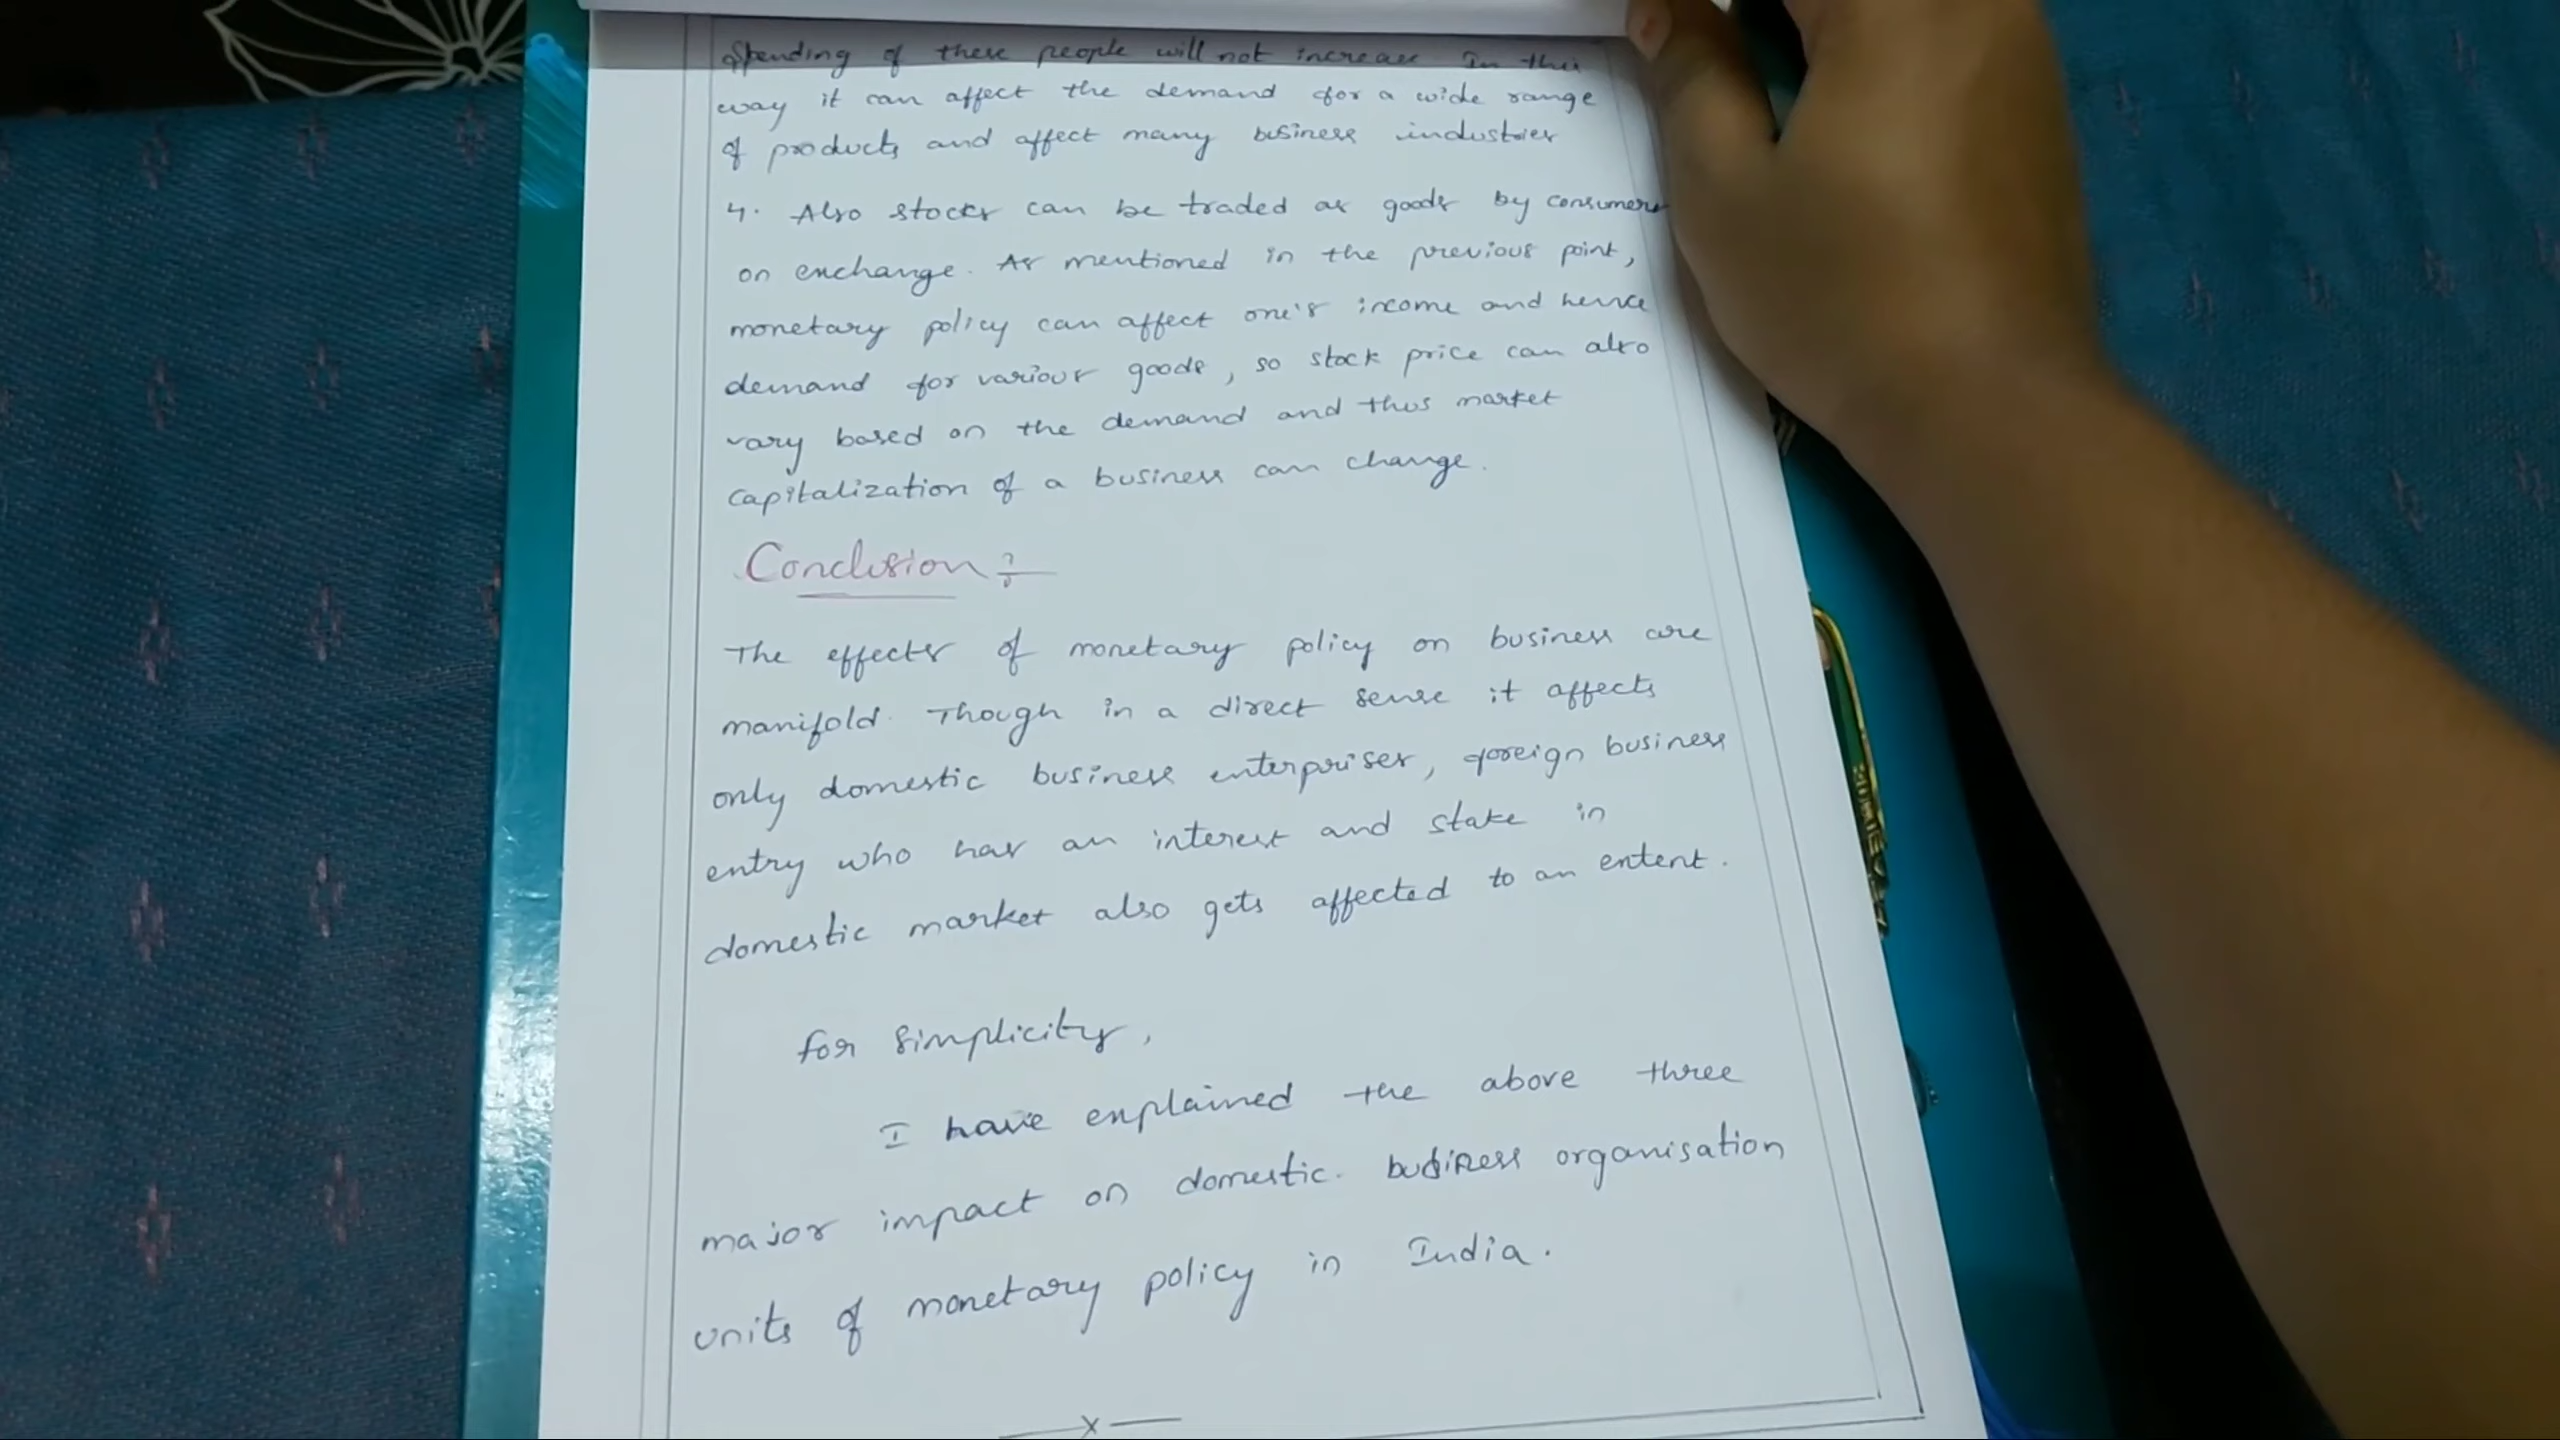 Spending of these people will not increase In this
way it can affect the demand for a wide range
of products and affect many business industries
4. Also stocks can be traded as goods by consumers
on exchange. As mentioned in the previous point,
monetary policy can affect one's income and hence
demand for various goods, so stock price can also
vary based on the demand and thus market
capitalization of a business can change.
Conclusion :-
The effects of monetary policy on business are
manifold. Though in a direct sense it affects
only domestic business enterprises, foreign business
entry who has an interest and stake in
domestic market also gets affected to an extent.
for simplicity,
I have explained the above three
major impact on domestic. business organisation
units of monetary policy in India.
—x—